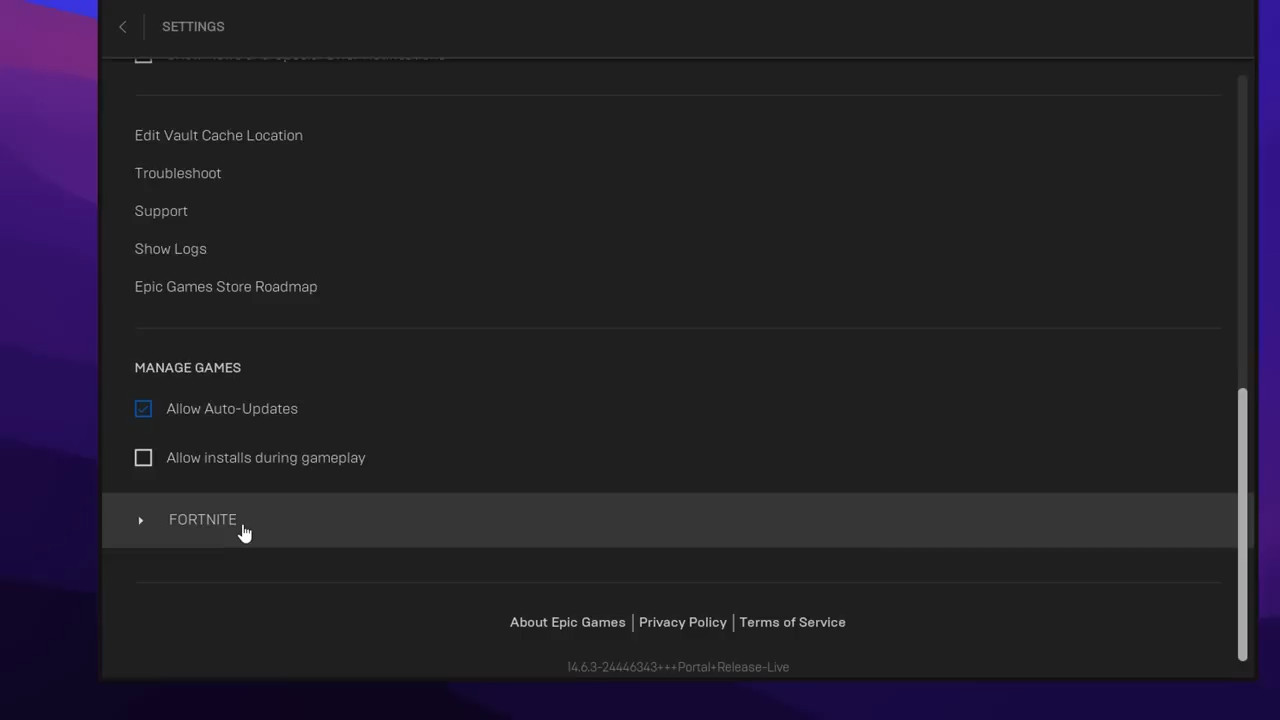 SETTINGS
Edit Vault Cache Location
Troubleshoot
Support
Show Logs
Epic Games Store Roadmap
MANAGE GAMES
Allow Auto-Updates
Allow installs during gameplay
FORTNITE
About Epic Games | Privacy Policy | Terms of Service
14.6.3-24446343+++Portal+Release-Live